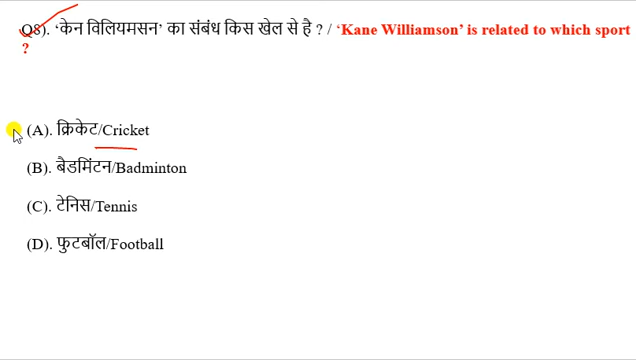 Q8). ‘केन विलियमसन’ का संबंध किस खेल से है ? / ‘Kane Williamson’ is related to which sport
?
(A). क्रिकेट/Cricket
(B). बैडमिंटन/Badminton
(C). टेनिस/Tennis
(D). फुटबॉल/Football